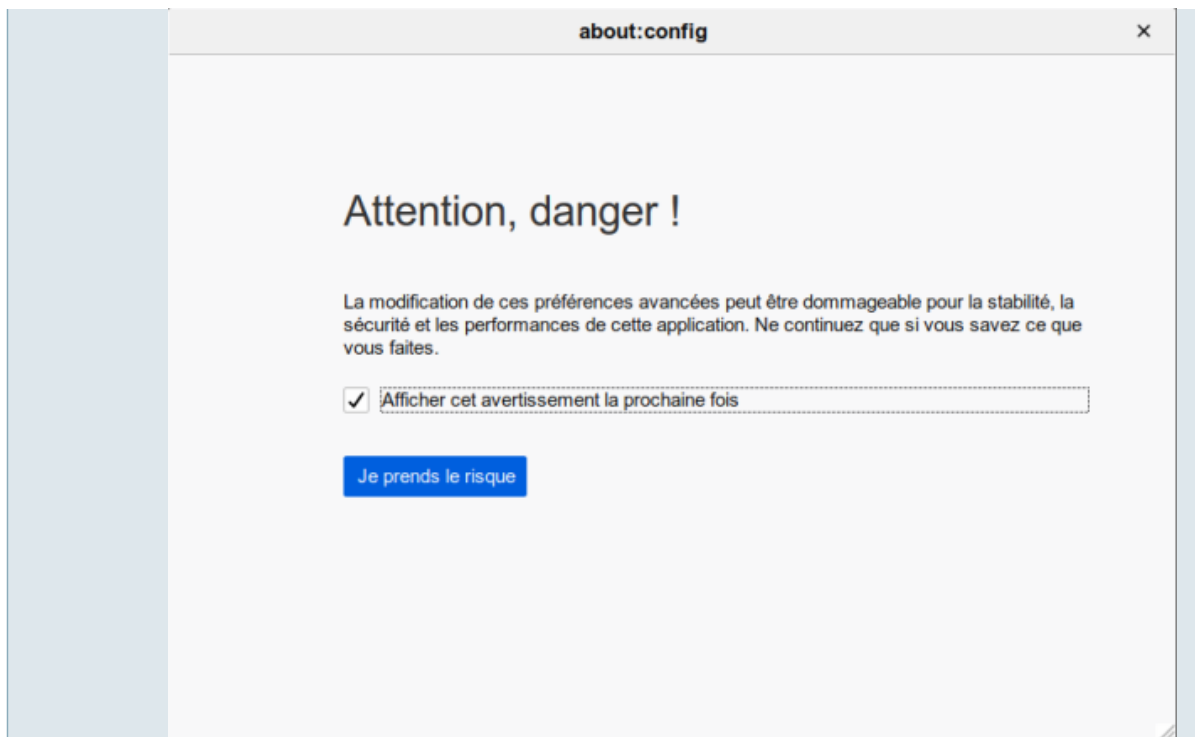 about:config
Attention, danger !
La modification de ces préférences avancées peut être dommageable pour la stabilité, la
sécurité et les performances de cette application. Ne continuez que si vous savez ce que
vous faites.
Afficher cet avertissement la prochaine fois
Je prends le risque